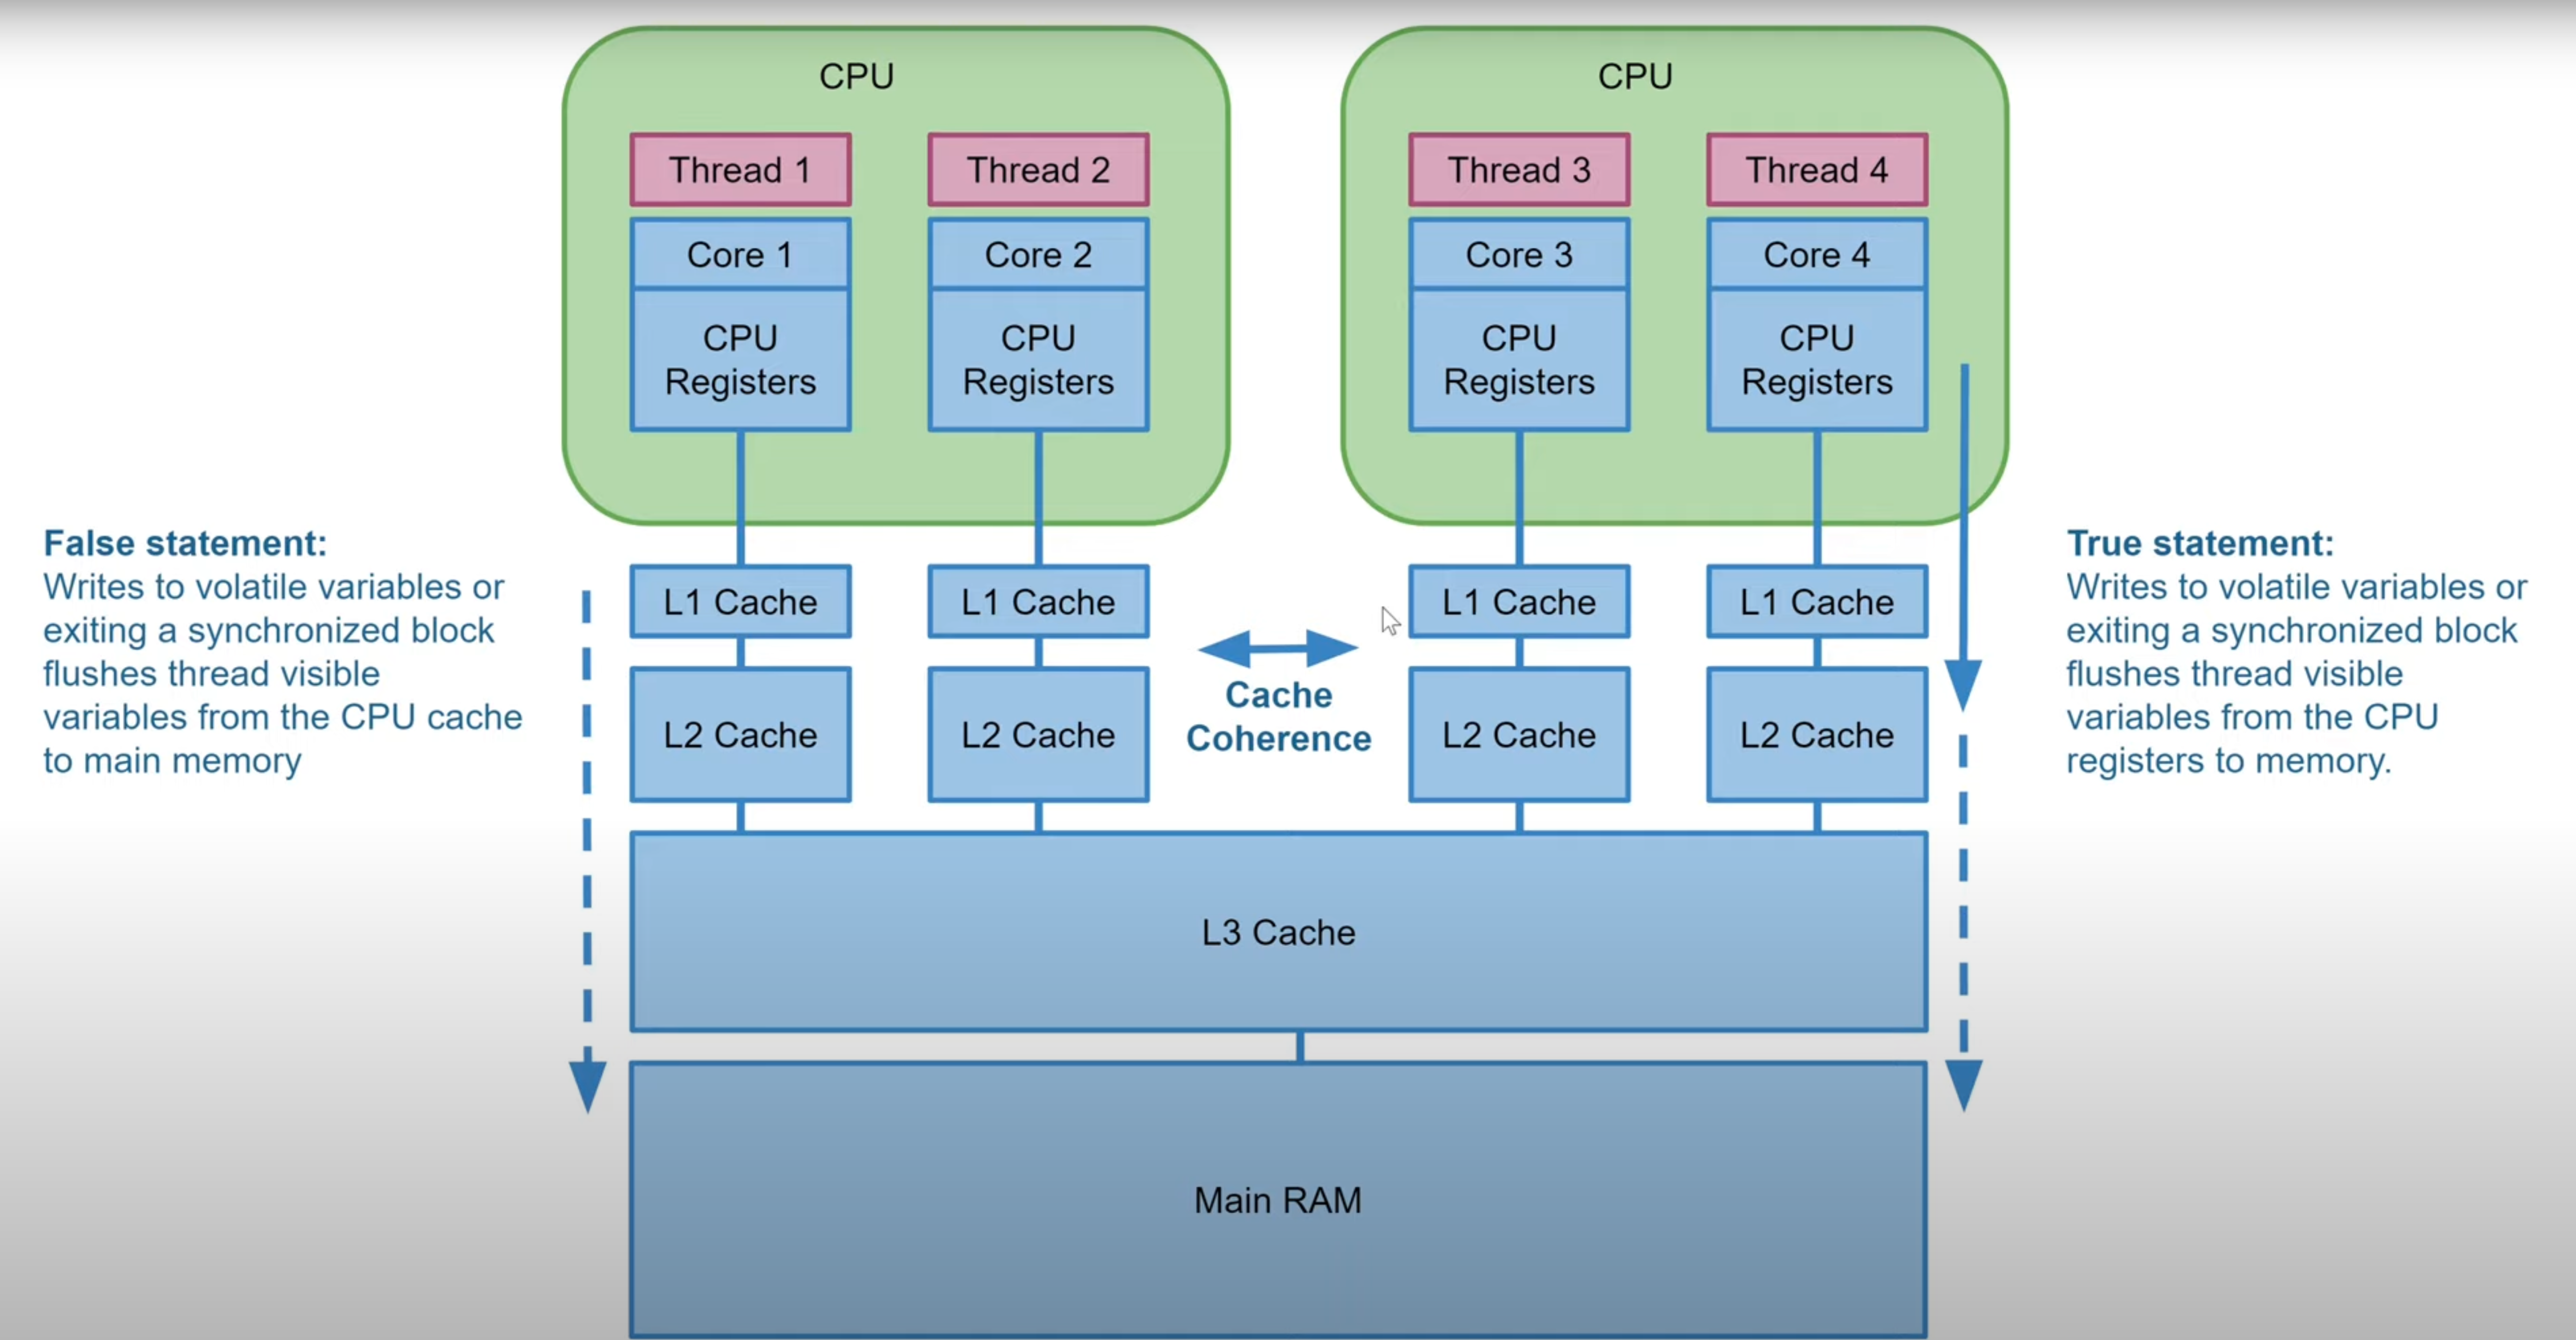 CPU
CPU
Thread 1
Thread 2
Thread 3
Thread 4
Core 1
Core 2
Core 3
Core 4
CPU
Registers
CPU
Registers
CPU
Registers
CPU
Registers
False statement:
Writes to volatile variables or
exiting a synchronized block
flushes thread visible
variables from the CPU cache
to main memory
L1 Cache
L1 Cache
L1 Cache
L1 Cache
L2 Cache
L2 Cache
Cache
Coherence
L2 Cache
L2 Cache
True statement:
Writes to volatile variables or
exiting a synchronized block
flushes thread visible
variables from the CPU
registers to memory.
L3 Cache
Main RAM